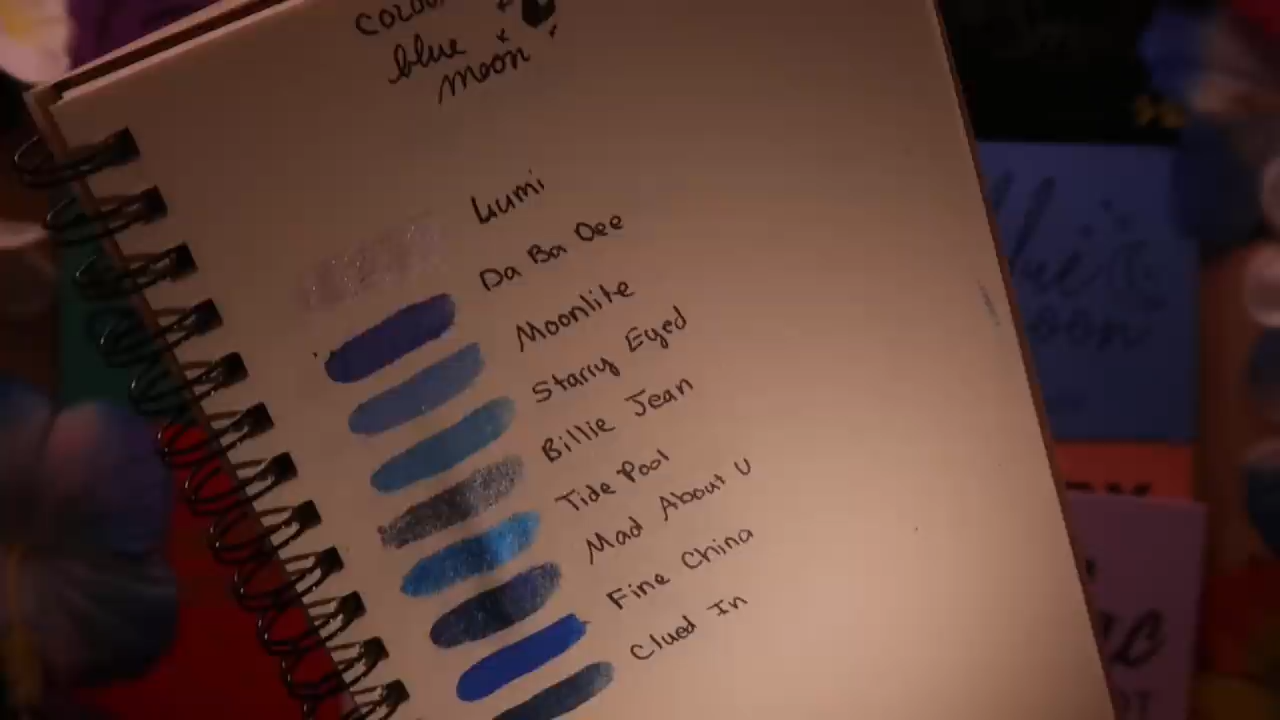 blue
moon
Lumi
Da Ba Dee
Moonlite
Starry Eyed
Billie Jean
Tide Pool
Mad About U
Fine China
Clued In